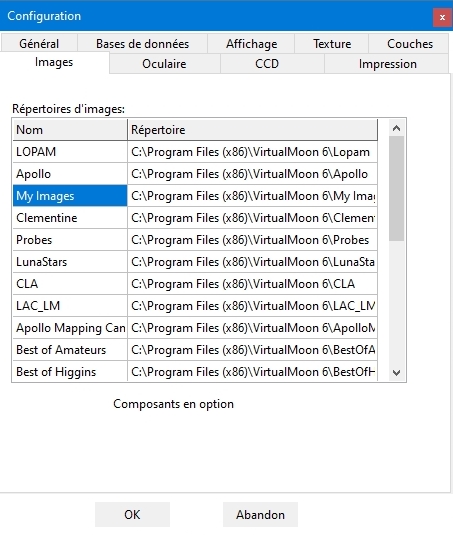 Configuration
x
Général Bases de données Affichage Texture Couches
Images Oculaire CCD Impression
Répertoires d'images:
Nom Répertoire
LOPAM C:\Program Files (x86)\VirtualMoon 6\Lopam
Apollo C:\Program Files (x86)\VirtualMoon 6\Apollo
My Images C:\Program Files (x86)\VirtualMoon 6\My Imag
Clementine C:\Program Files (x86)\VirtualMoon 6\Clemen
Probes C:\Program Files (x86)\VirtualMoon 6\Probes
LunaStars C:\Program Files (x86)\VirtualMoon 6\LunaSta
CLA C:\Program Files (x86)\VirtualMoon 6\CLA
LAC_LM C:\Program Files (x86)\VirtualMoon 6\LAC_LM
Apollo Mapping Cam C:\Program Files (x86)\VirtualMoon 6\ApolloM
Best of Amateurs C:\Program Files (x86)\VirtualMoon 6\BestOfA
Best of Higgins C:\Program Files (x86)\VirtualMoon 6\BestOfH
Composants en option
OK Abandon